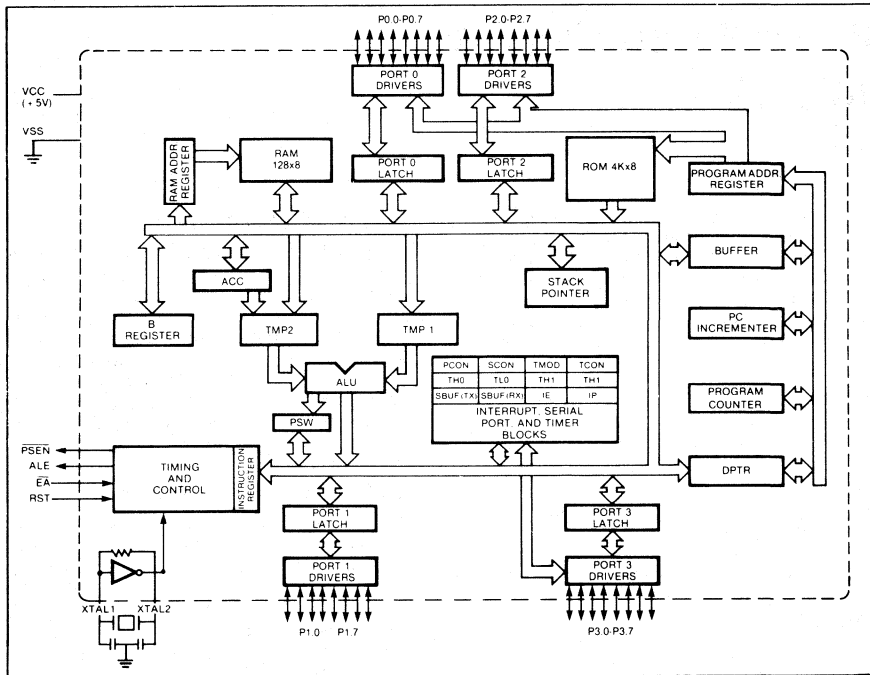 P0.0-P0.7
P2.0-P2.7
VCC
(+5V)
VSS
PORT 0
DRIVERS
PORT 2
DRIVERS
RAM ADDR
REGISTER
RAM
128x8
PORT 0
LATCH
PORT 2
LATCH
ROM 4Kx8
PROGRAM ADDR.
REGISTER
BUFFER
ACC
STACK
POINTER
B
REGISTER
TMP2
TMP 1
PC
INCREMENTER
ALU
PCON SCON TMOD TCON
TH0 TL0 TH1 TH1
SBUF(TX) SBUF(RX) IE IP
INTERRUPT. SERIAL
PORT. AND TIMER
BLOCKS
PROGRAM
COUNTER
PSW
PSEN
ALE
EA
RST
TIMING
AND
CONTROL
INSTRUCTION
REGISTER
DPTR
PORT 1
LATCH
PORT 3
LATCH
PORT 1
DRIVERS
PORT 3
DRIVERS
XTAL1
XTAL2
P1.0
P1.7
P3.0-P3.7